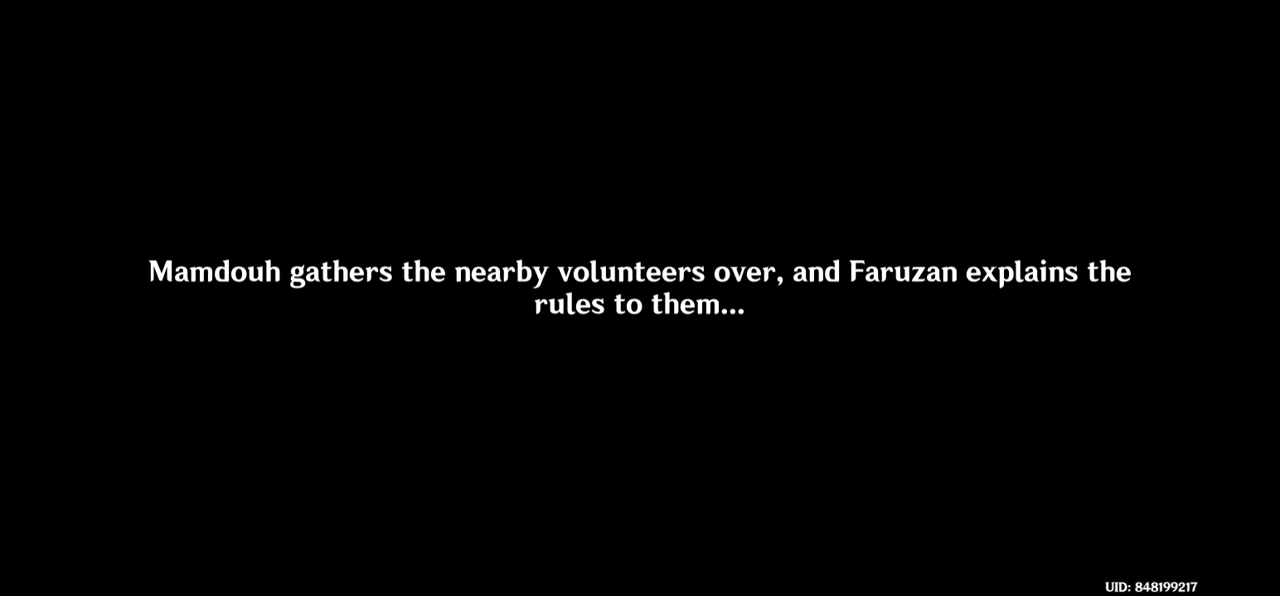 Mamdouh gathers the nearby volunteers over, and Faruzan explains the
rules to them...
UID: 848199217